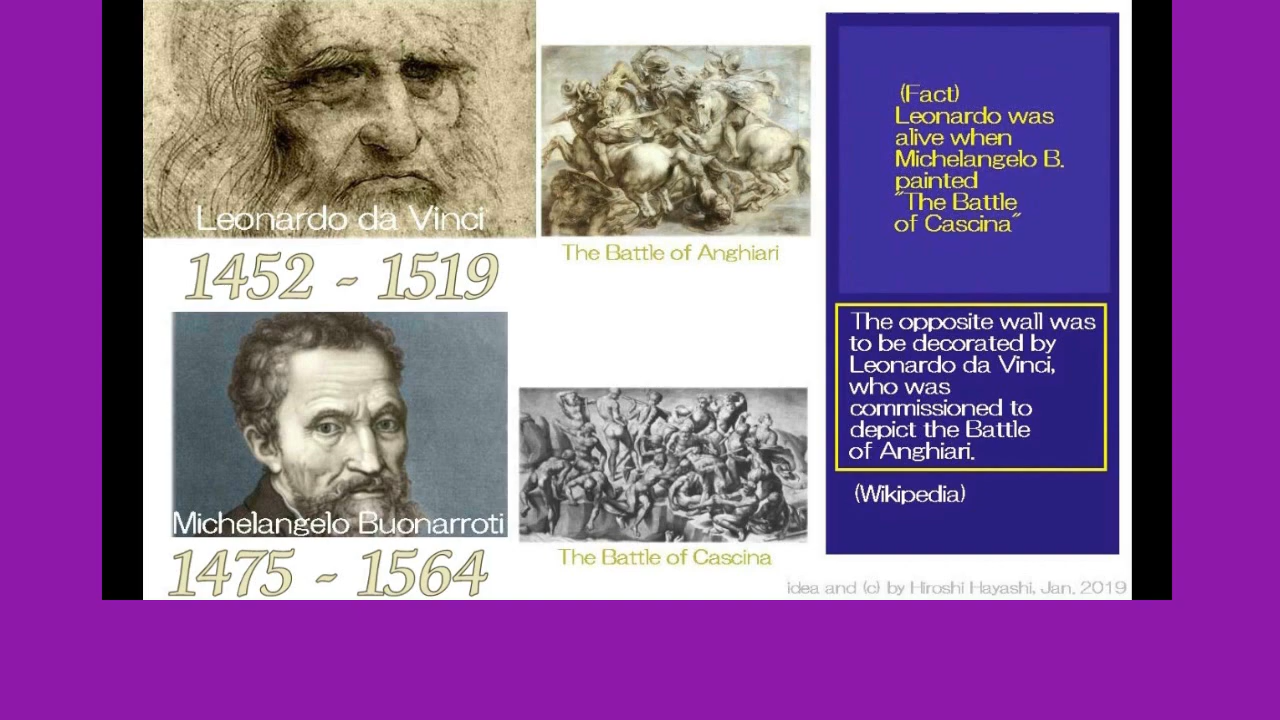 Leonardo da Vinci
1452 - 1519
The Battle of Anghiari
Michelangelo Buonarroti
1475 - 1564
The Battle of Cascina
(Fact)
Leonardo was
alive when
Michelangelo B.
painted
"The Battle
of Cascina"
The opposite wall was
to be decorated by
Leonardo da Vinci,
who was
commissioned to
depict the Battle
of Anghiari.
(Wikipedia)
idea and (c) by Hiroshi Hayashi, Jan. 2019